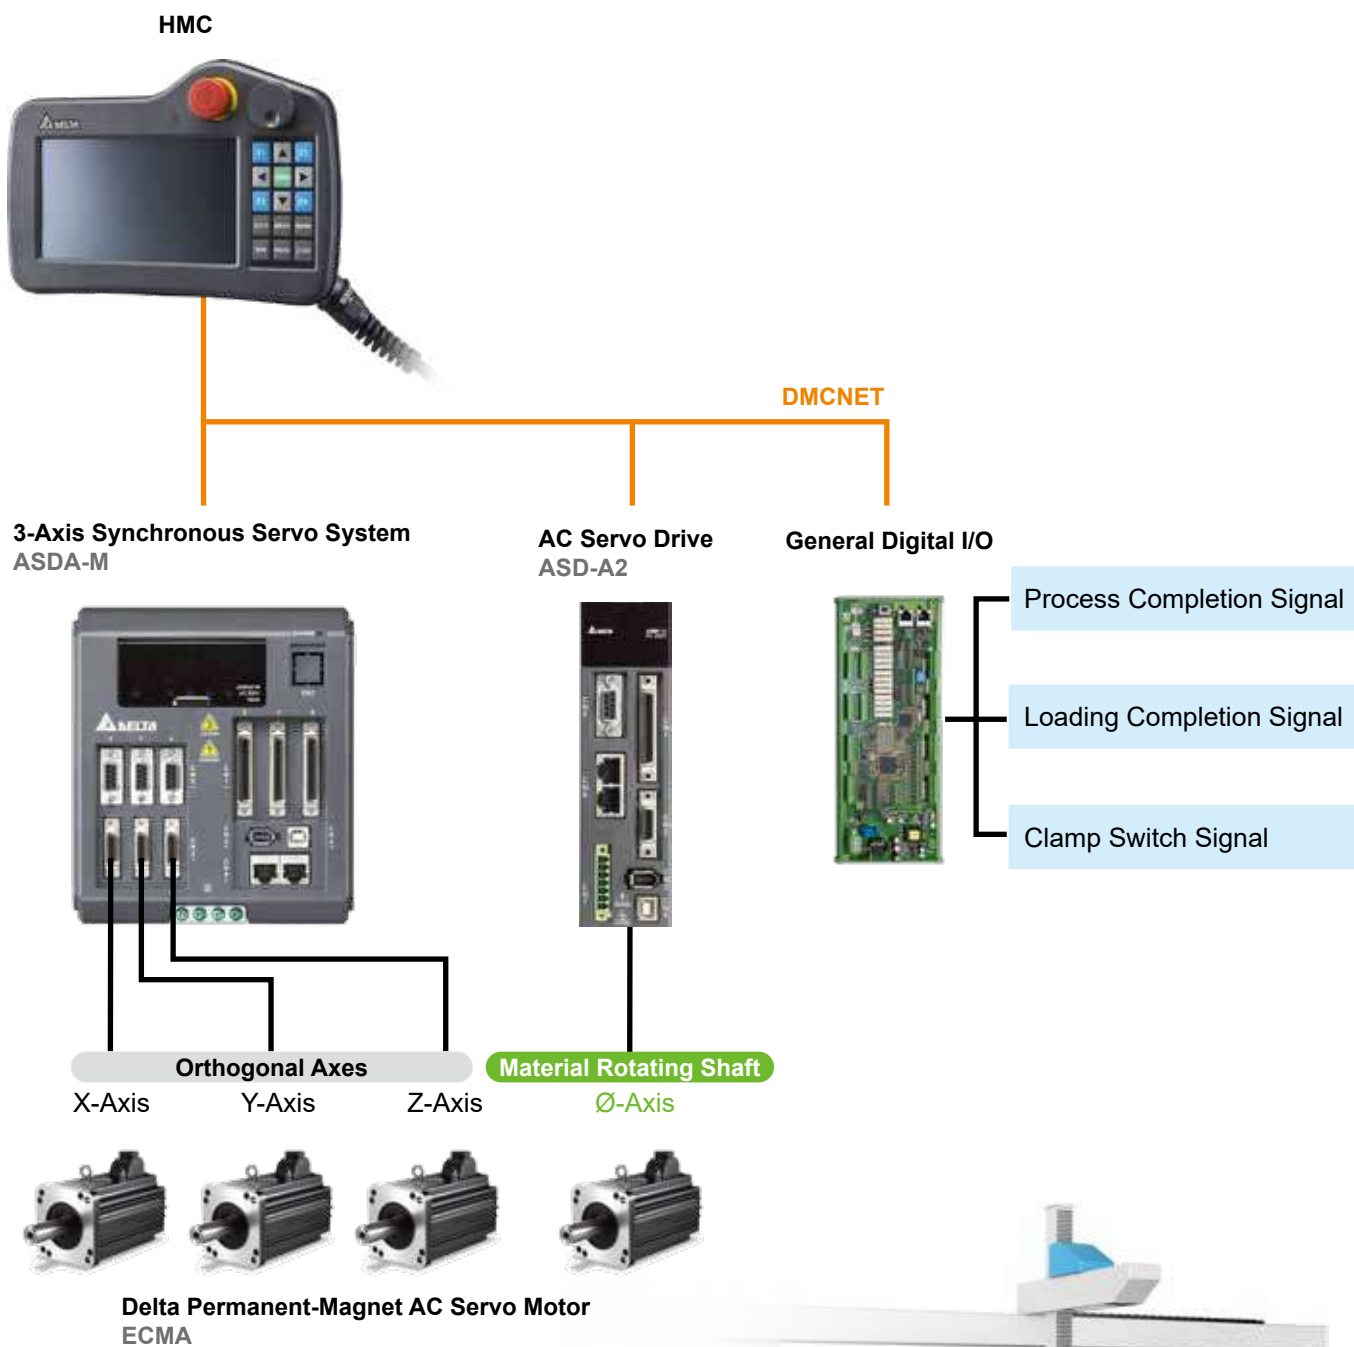 HMC
DELTA
DMCNET
3-Axis Synchronous Servo System
ASDA-M
AC Servo Drive
ASD-A2
General Digital I/O
Process Completion Signal
Loading Completion Signal
Clamp Switch Signal
DELTA
Orthogonal Axes
Material Rotating Shaft
X-Axis
Y-Axis
Z-Axis
Ø-Axis
Delta Permanent-Magnet AC Servo Motor
ECMA